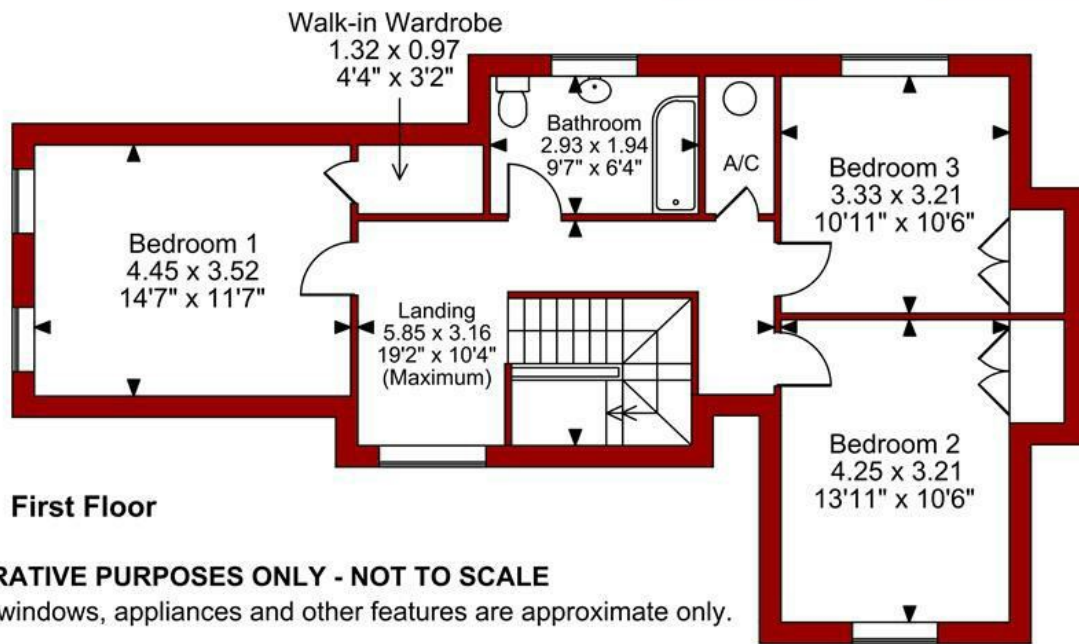 Walk-in Wardrobe
1.32 x 0.97
4'4" x 3'2"
Bathroom
2.93 x 1.94
9'7" x 6'4"
A/C
Bedroom 3
3.33 x 3.21
10'11" x 10'6"
Bedroom 1
4.45 x 3.52
14'7" x 11'7"
Landing
5.85 x 3.16
19'2" x 10'4"
(Maximum)
Bedroom 2
4.25 x 3.21
13'11" x 10'6"
First Floor
RATIVE PURPOSES ONLY - NOT TO SCALE
windows, appliances and other features are approximate only.